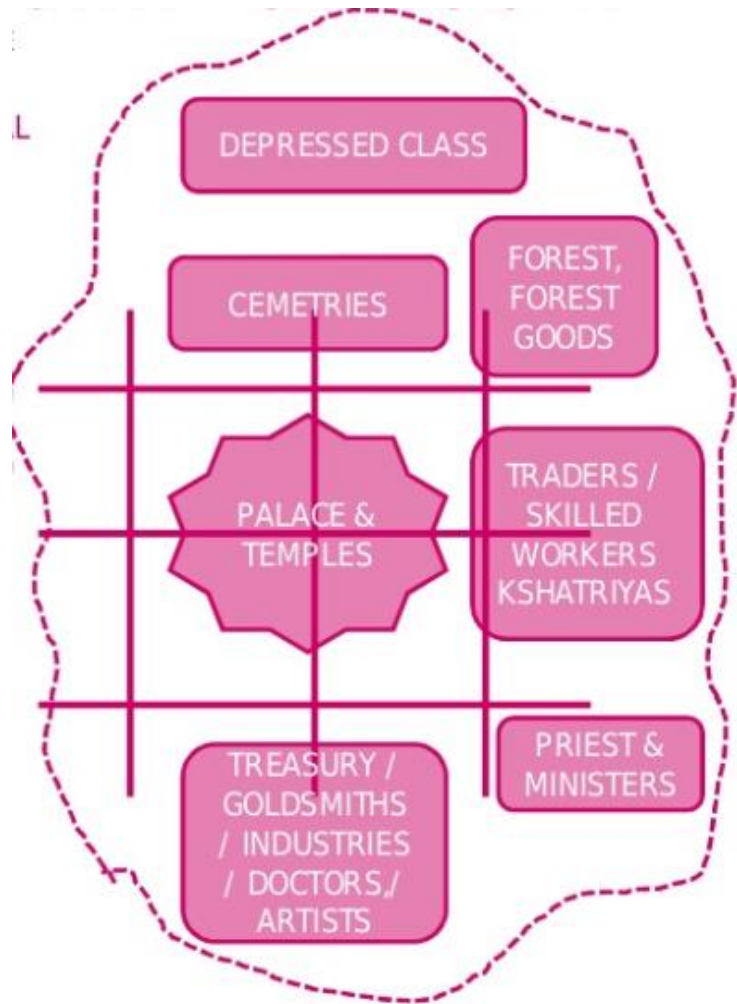 L
DEPRESSED CLASS
FOREST,
FOREST
GOODS
CEMETRIES
TRADERS /
SKILLED
WORKERS
KSHATRIYAS
PALACE &
TEMPLES
PRIEST &
MINISTERS
TREASURY /
GOLDSMITHS
/ INDUSTRIES
/ DOCTORS,/
ARTISTS